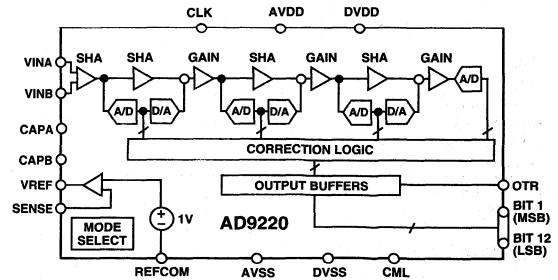 CLK AVDD DVDD
VINA SHA SHA GAIN SHA GAIN SHA GAIN
A/D
VINB
A/D D/A A/D D/A A/D D/A
CAPA
CORRECTION LOGIC
CAPB
VREF OUTPUT BUFFERS OTR
SENSE
BIT 1
(MSB)
+
− 1V AD9220
MODE
SELECT
BIT 12
(LSB)
REFCOM AVSS DVSS CML